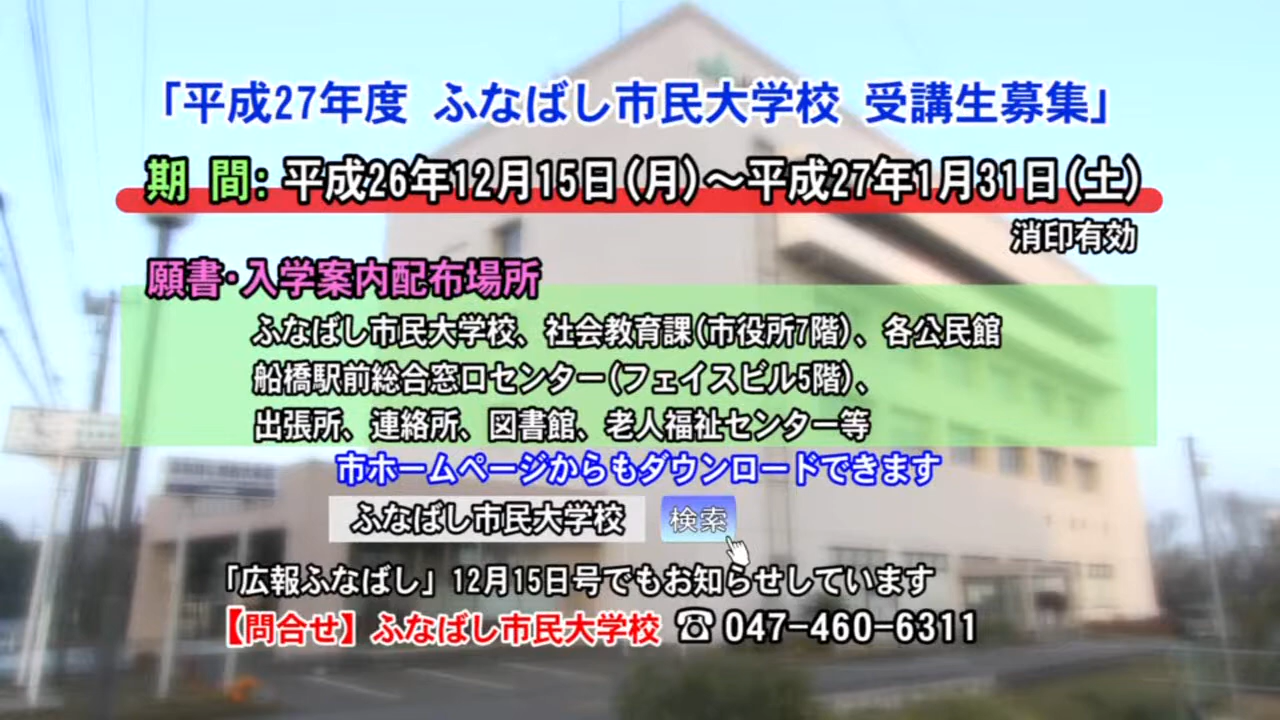 「平成27年度 ふなばし市民大学校 受講生募集」
期 間: 平成26年12月15日(月)～平成27年1月31日(土)
消印有効
願書･入学案内配布場所
ふなばし市民大学校、社会教育課(市役所7階)、各公民館
船橋駅前総合窓口センター(フェイスビル5階)、
出張所、連絡所、図書館、老人福祉センター等
市ホームページからもダウンロードできます
ふなばし市民大学校 検索
「広報ふなばし」12月15日号でもお知らせしています
【問合せ】ふなばし市民大学校 ☎047-460-6311